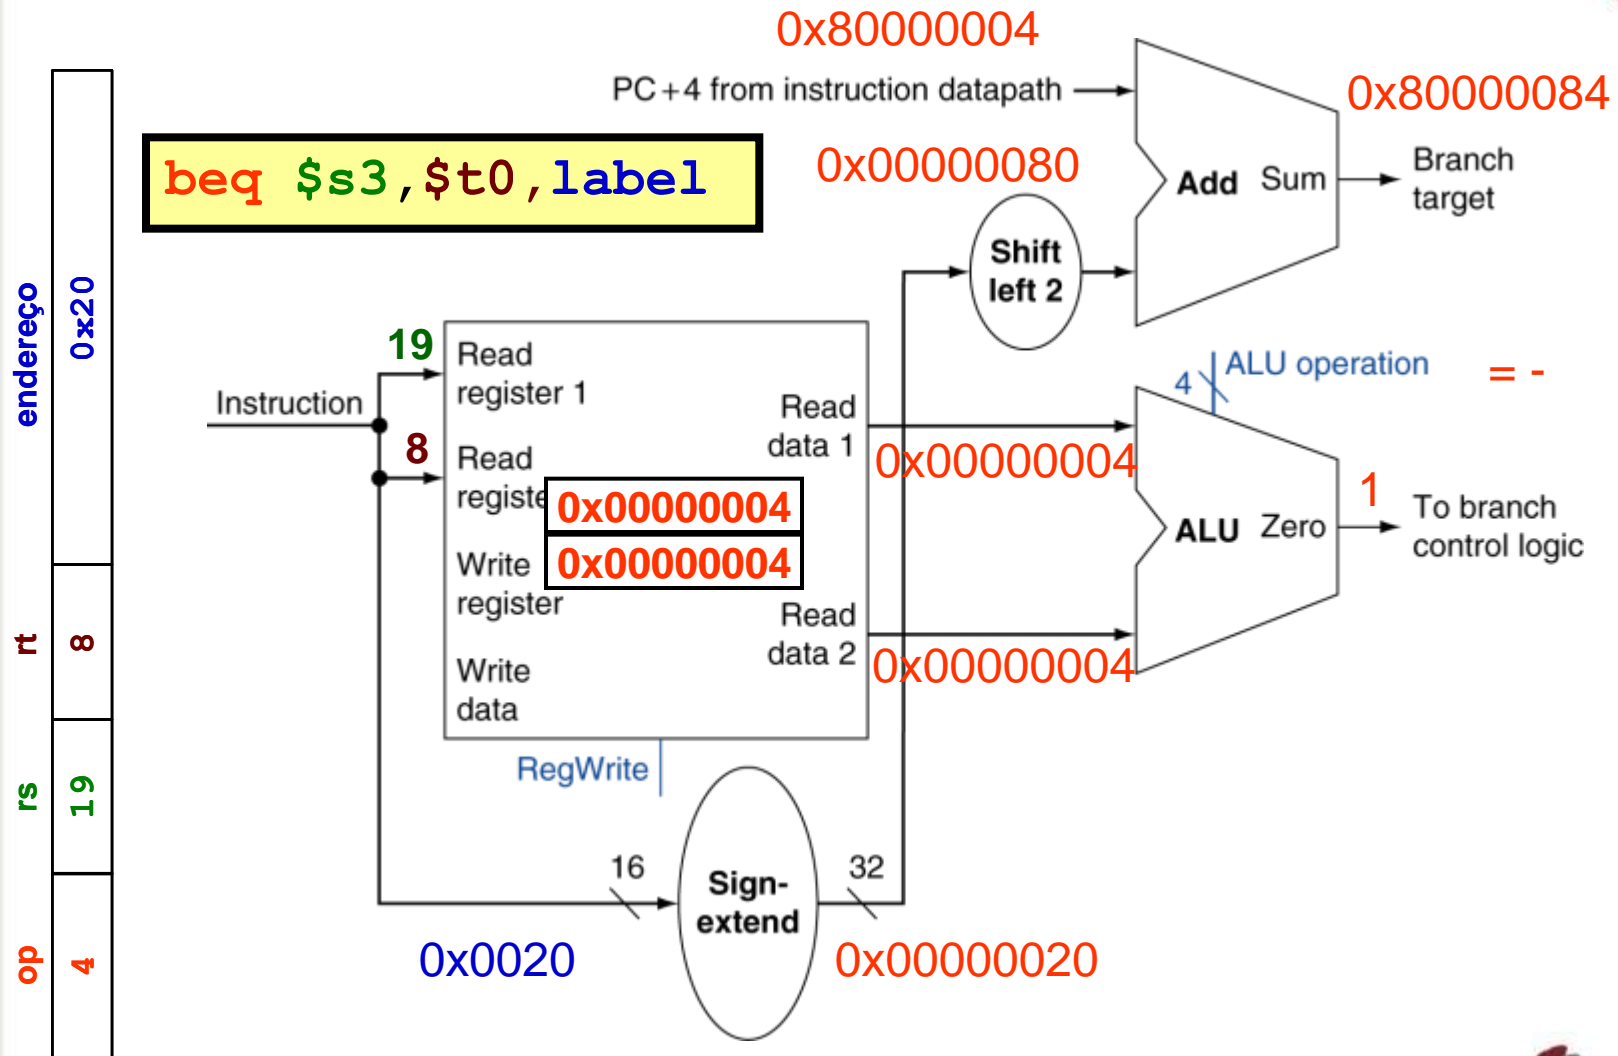 0x80000004
PC+4 from instruction datapath
0x80000084
beq $s3,$t0,label
0x00000080
Add Sum
Branch
target
Shift
left 2
endereço
0x20
19
Read
register 1
Instruction
8
Read
registe
Read
data 1
0x00000004
4
ALU operation
= -
0x00000004
0x00000004
1
ALU Zero
To branch
control logic
Write
register
Read
data 2
0x00000004
Write
data
RegWrite
rt
8
rs
19
op
4
16
Sign-
extend
32
0x0020
0x00000020